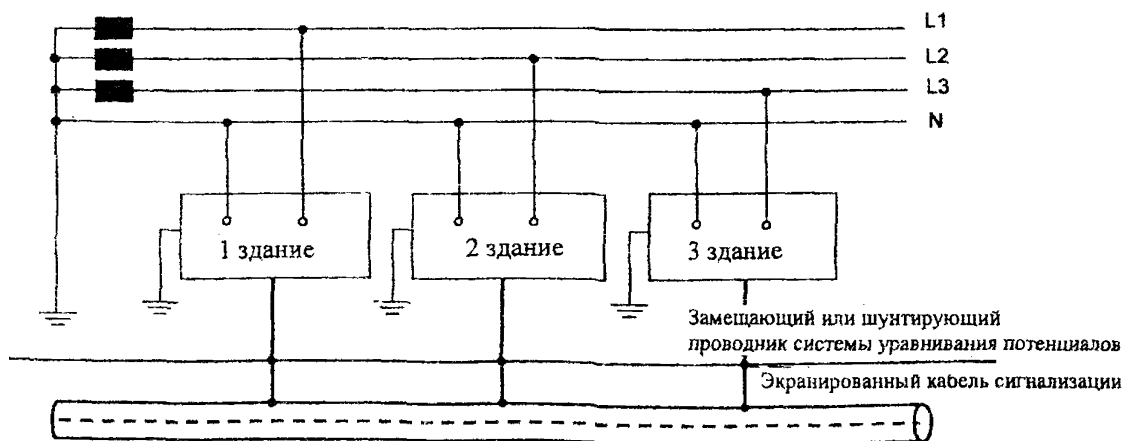 L1
L2
L3
N
1 здание
2 здание
3 здание
Замещающий или шунтирующий
проводник системы уравнивания потенциалов
Экранированный кабель сигнализации